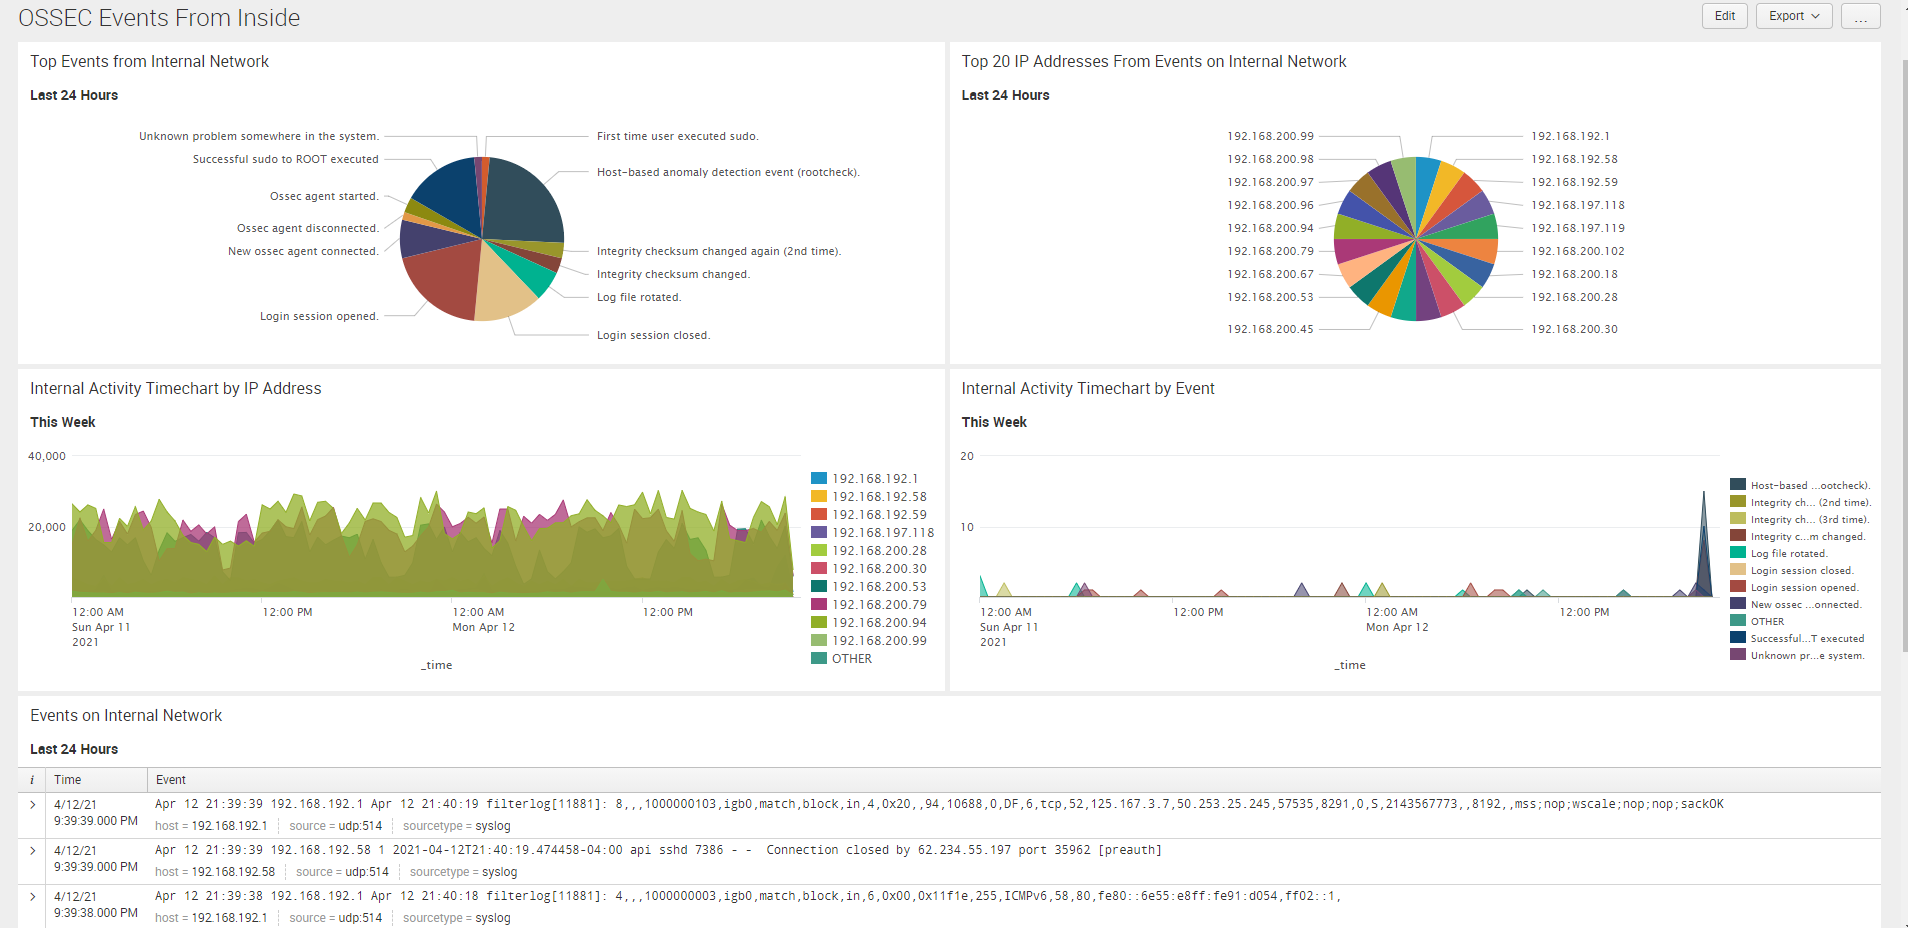 OSSEC Events From Inside
Edit
Export
...
Top Events from Internal Network
Last 24 Hours
Unknown problem somewhere in the system.
Successful sudo to ROOT executed
Ossec agent started.
Ossec agent disconnected.
New ossec agent connected.
Login session opened.
First time user executed sudo.
Host-based anomaly detection event (rootcheck).
Integrity checksum changed again (2nd time).
Integrity checksum changed.
Log file rotated.
Login session closed.
Top 20 IP Addresses From Events on Internal Network
Last 24 Hours
192.168.200.99
192.168.200.98
192.168.200.97
192.168.200.96
192.168.200.94
192.168.200.79
192.168.200.67
192.168.200.53
192.168.200.45
192.168.192.1
192.168.192.58
192.168.192.59
192.168.197.118
192.168.197.119
192.168.200.102
192.168.200.18
192.168.200.28
192.168.200.30
Internal Activity Timechart by IP Address
This Week
40,000
20,000
12:00 AM
Sun Apr 11
2021
12:00 PM
12:00 AM
Mon Apr 12
12:00 PM
_time
192.168.192.1
192.168.192.58
192.168.192.59
192.168.197.118
192.168.200.28
192.168.200.30
192.168.200.53
192.168.200.79
192.168.200.94
192.168.200.99
OTHER
Internal Activity Timechart by Event
This Week
20
10
12:00 AM
Sun Apr 11
2021
12:00 PM
12:00 AM
Mon Apr 12
12:00 PM
_time
Host-based ...ootcheck).
Integrity ch... (2nd time).
Integrity ch... (3rd time).
Integrity c...m changed.
Log file rotated.
Login session closed.
Login session opened.
New ossec ...onnected.
OTHER
Successful...T executed
Unknown pr...e system.
Events on Internal Network
Last 24 Hours
i Time Event
4/12/21
9:39:39.000 PM
Apr 12 21:39:39 192.168.192.1 Apr 12 21:40:19 filterlog[11881]: 8,,,1000000103,igb0,match,block,in,4,0x20,,94,10688,0,DF,6,tcp,52,125.167.3.7,50.253.25.245,57535,8291,0,S,2143567773,,8192,,mss;nop;wscale;nop;nop;sackOK
host = 192.168.192.1 source = udp:514 sourcetype = syslog
4/12/21
9:39:39.000 PM
Apr 12 21:39:39 192.168.192.58 1 2021-04-12T21:40:19.474458-04:00 api sshd 7386 - - Connection closed by 62.234.55.197 port 35962 [preauth]
host = 192.168.192.58 source = udp:514 sourcetype = syslog
4/12/21
9:39:38.000 PM
Apr 12 21:39:38 192.168.192.1 Apr 12 21:40:18 filterlog[11881]: 4,,,1000000003,igb0,match,block,in,6,0x00,0x11f1e,255,ICMPv6,58,80,fe80::6e55:e8ff:fe91:d054,ff02::1,
host = 192.168.192.1 source = udp:514 sourcetype = syslog